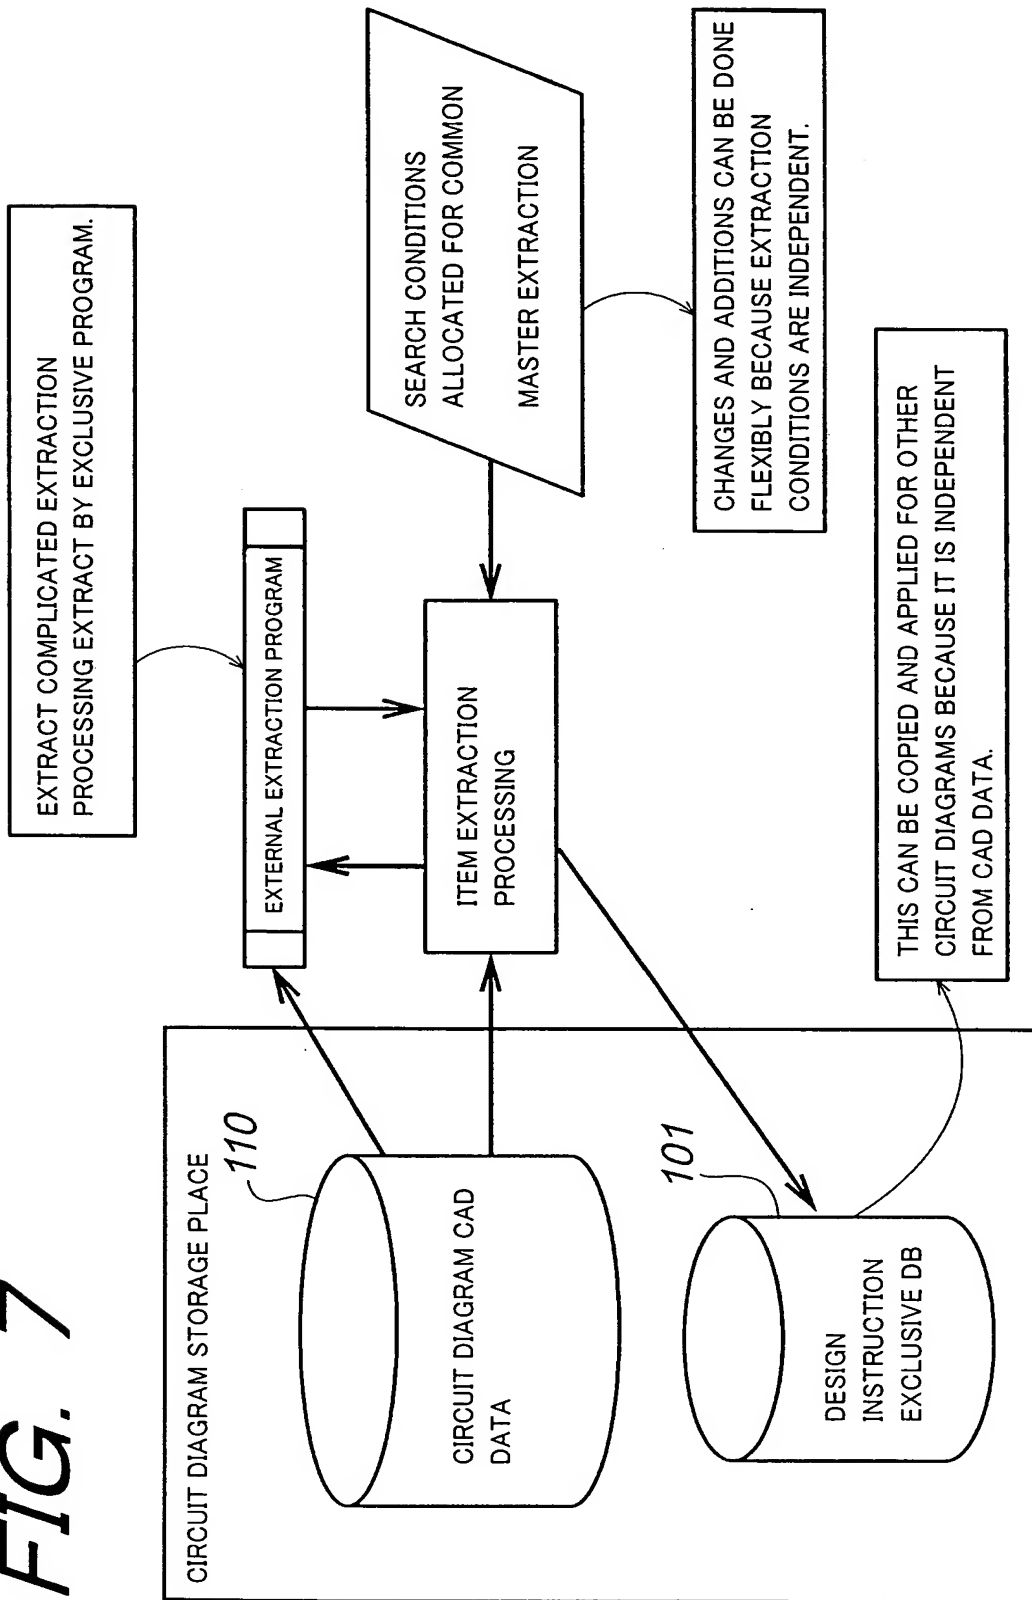 FIG. 7
EXTRACT COMPLICATED EXTRACTION
PROCESSING EXTRACT BY EXCLUSIVE PROGRAM.
CIRCUIT DIAGRAM STORAGE PLACE
110
EXTERNAL EXTRACTION PROGRAM
CIRCUIT DIAGRAM CAD
DATA
ITEM EXTRACTION
PROCESSING
SEARCH CONDITIONS
ALLOCATED FOR COMMON
MASTER EXTRACTION
101
DESIGN
INSTRUCTION
EXCLUSIVE DB
CHANGES AND ADDITIONS CAN BE DONE
FLEXIBLY BECAUSE EXTRACTION
CONDITIONS ARE INDEPENDENT.
THIS CAN BE COPIED AND APPLIED FOR OTHER
CIRCUIT DIAGRAMS BECAUSE IT IS INDEPENDENT
FROM CAD DATA.